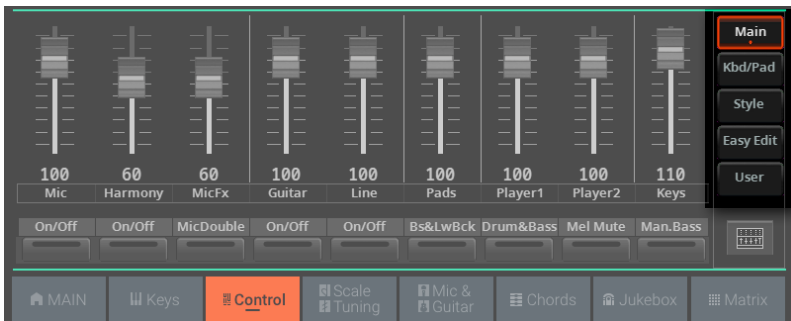 Main
Kbd/Pad
Style
Easy Edit
User
100 60 60 100 100 100 100 100 110
Mic Harmony MicFx Guitar Line Pads Player1 Player2 Keys
On/Off On/Off MicDouble On/Off On/Off Bs&LwBck Drum&Bass Mel Mute Man.Bass
MAIN Keys Control Scale Tuning Mic & Guitar Chords Jukebox Matrix